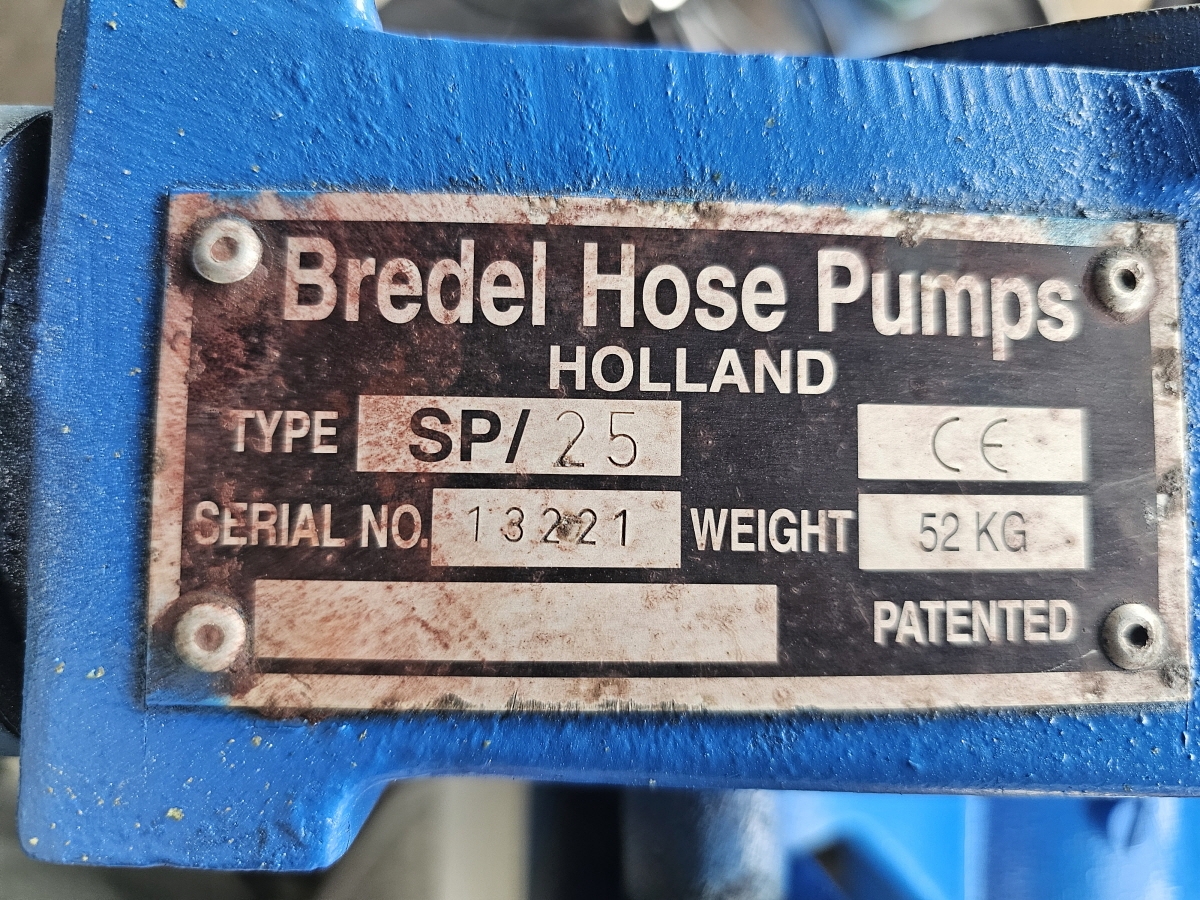 Bredel Hose Pumps
HOLLAND
TYPE SP/ 25 CE
SERIAL NO. 13221 WEIGHT 52 KG
PATENTED